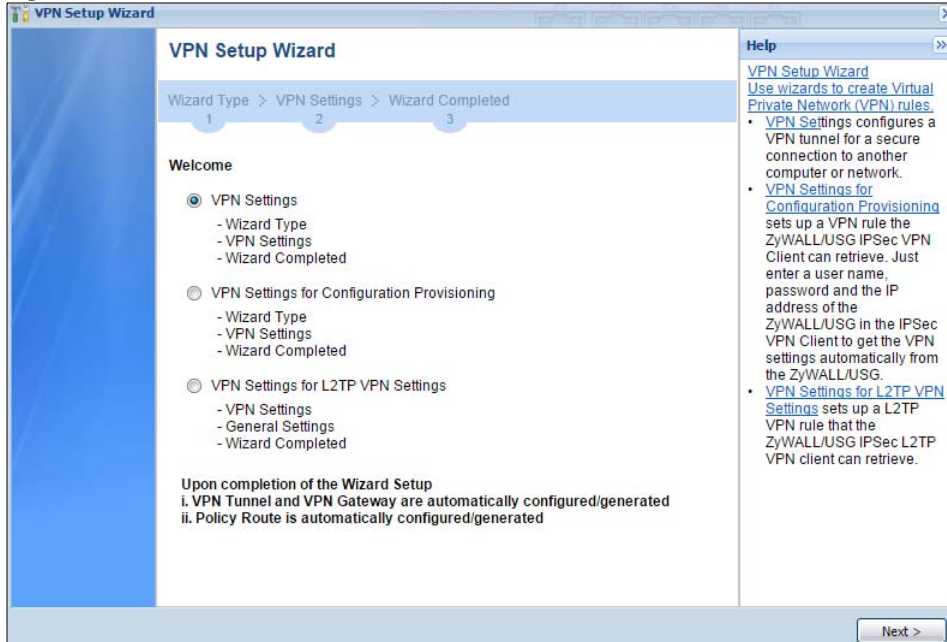 VPN Setup Wizard
VPN Setup Wizard
Wizard Type > VPN Settings > Wizard Completed
1 2 3
Welcome
VPN Settings
- Wizard Type
- VPN Settings
- Wizard Completed
VPN Settings for Configuration Provisioning
- Wizard Type
- VPN Settings
- Wizard Completed
VPN Settings for L2TP VPN Settings
- VPN Settings
- General Settings
- Wizard Completed
Upon completion of the Wizard Setup
i. VPN Tunnel and VPN Gateway are automatically configured/generated
ii. Policy Route is automatically configured/generated
Help
VPN Setup Wizard
Use wizards to create Virtual
Private Network (VPN) rules.
• VPN Settings configures a
VPN tunnel for a secure
connection to another
computer or network.
• VPN Settings for
Configuration Provisioning
sets up a VPN rule the
ZyWALL/USG IPSec VPN
Client can retrieve. Just
enter a user name,
password and the IP
address of the
ZyWALL/USG in the IPSec
VPN Client to get the VPN
settings automatically from
the ZyWALL/USG.
• VPN Settings for L2TP VPN
Settings sets up a L2TP
VPN rule that the
ZyWALL/USG IPSec L2TP
VPN client can retrieve.
Next >